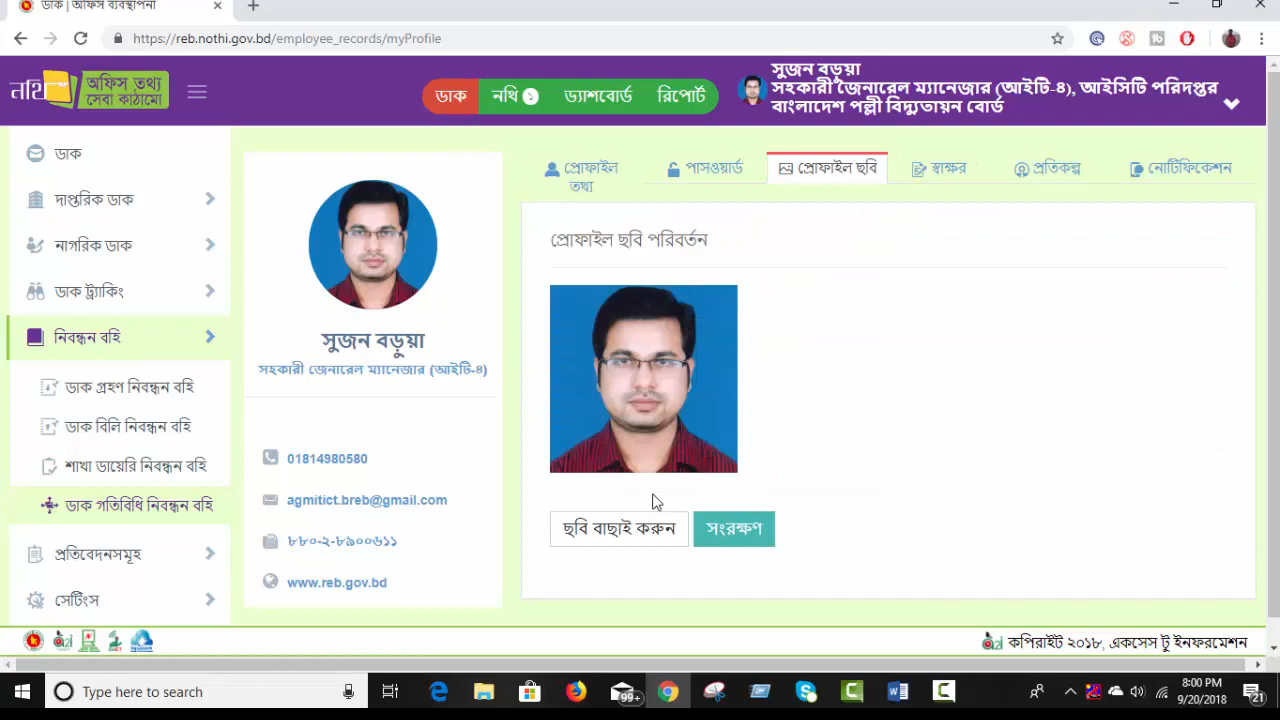 ডাক | অফিস ব্যবস্থাপনা
https://reb.nothi.gov.bd/employee_records/myProfile
নথি
অফিস তথ্য
সেবা কাঠামো
ডাক
নথি ১
ড্যাশবোর্ড
রিপোর্ট
সুজন বড়ুয়া
সহকারী জেনারেল ম্যানেজার (আইটি-৪), আইসিটি পরিদপ্তর
বাংলাদেশ পল্লী বিদ্যুতায়ন বোর্ড
ডাক
দাপ্তরিক ডাক
নাগরিক ডাক
ডাক ট্র্যাকিং
নিবন্ধন বহি
ডাক গ্রহণ নিবন্ধন বহি
ডাক বিলি নিবন্ধন বহি
শাখা ডায়েরি নিবন্ধন বহি
ডাক গতিবিধি নিবন্ধন বহি
প্রতিবেদনসমূহ
সেটিংস
সুজন বড়ুয়া
সহকারী জেনারেল ম্যানেজার (আইটি-৪)
01814980580
agmitict.breb@gmail.com
৮৮০-২-৮৯০০৬১১
www.reb.gov.bd
প্রোফাইল
তথ্য
পাসওয়ার্ড
প্রোফাইল ছবি
স্বাক্ষর
প্রতিকল্প
নোটিফিকেশন
প্রোফাইল ছবি পরিবর্তন
ছবি বাছাই করুন
সংরক্ষণ
কপিরাইট ২০১৮, একসেস টু ইনফরমেশন
Type here to search
99+
8:00 PM
9/20/2018
21